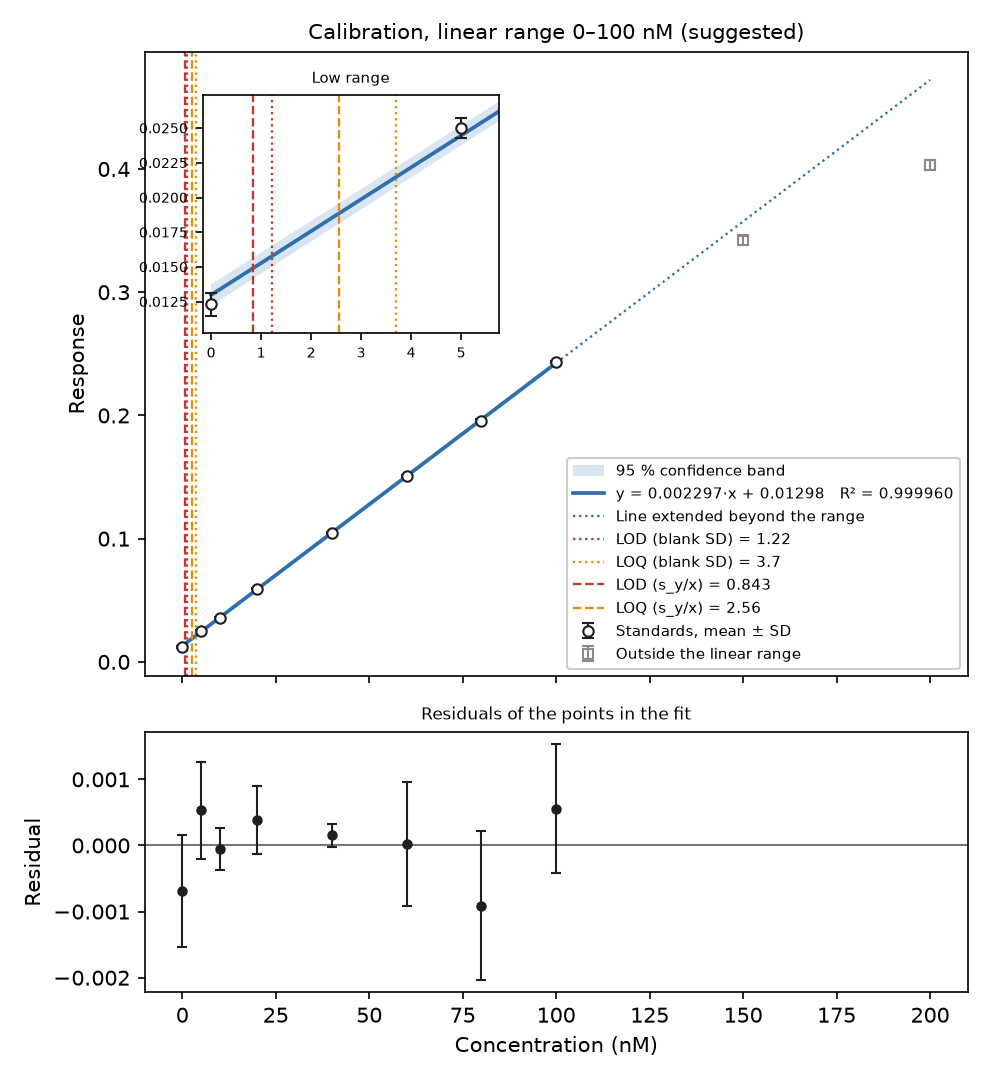 Calibration, linear range 0–100 nM (suggested)
Low range
0.0250
0.0225
0.0200
0.0175
0.0150
0.0125
0 1 2 3 4 5
Response
0.4
0.3
0.2
0.1
0.0
95 % confidence band
y = 0.002297·x + 0.01298 R² = 0.999960
Line extended beyond the range
LOD (blank SD) = 1.22
LOQ (blank SD) = 3.7
LOD (s_y/x) = 0.843
LOQ (s_y/x) = 2.56
Standards, mean ± SD
Outside the linear range
Residuals of the points in the fit
Residual
0.001
0.000
−0.001
−0.002
0 25 50 75 100 125 150 175 200
Concentration (nM)